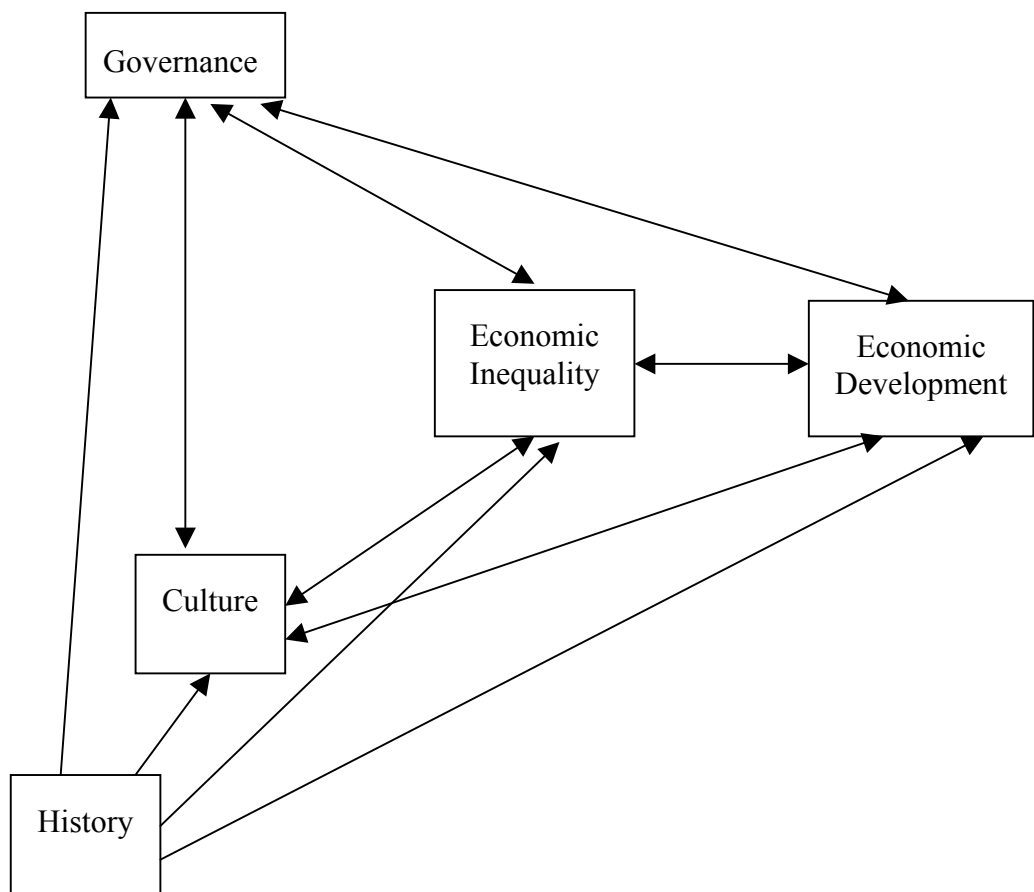 Governance
Economic
Inequality
Economic
Development
Culture
History